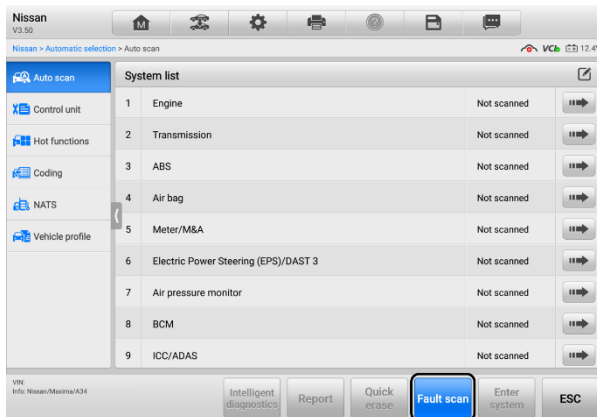 Nissan
V3.50
Nissan > Automatic selection > Auto scan
VCI 12.4V
Auto scan
System list
Control unit
Hot functions
Coding
NATS
Vehicle profile
1 Engine Not scanned
2 Transmission Not scanned
3 ABS Not scanned
4 Air bag Not scanned
5 Meter/M&A Not scanned
6 Electric Power Steering (EPS)/DAST 3 Not scanned
7 Air pressure monitor Not scanned
8 BCM Not scanned
9 ICC/ADAS Not scanned
VIN:
Info: Nissan/Maxima/A34
Intelligent diagnostics
Report
Quick erase
Fault scan
Enter system
ESC